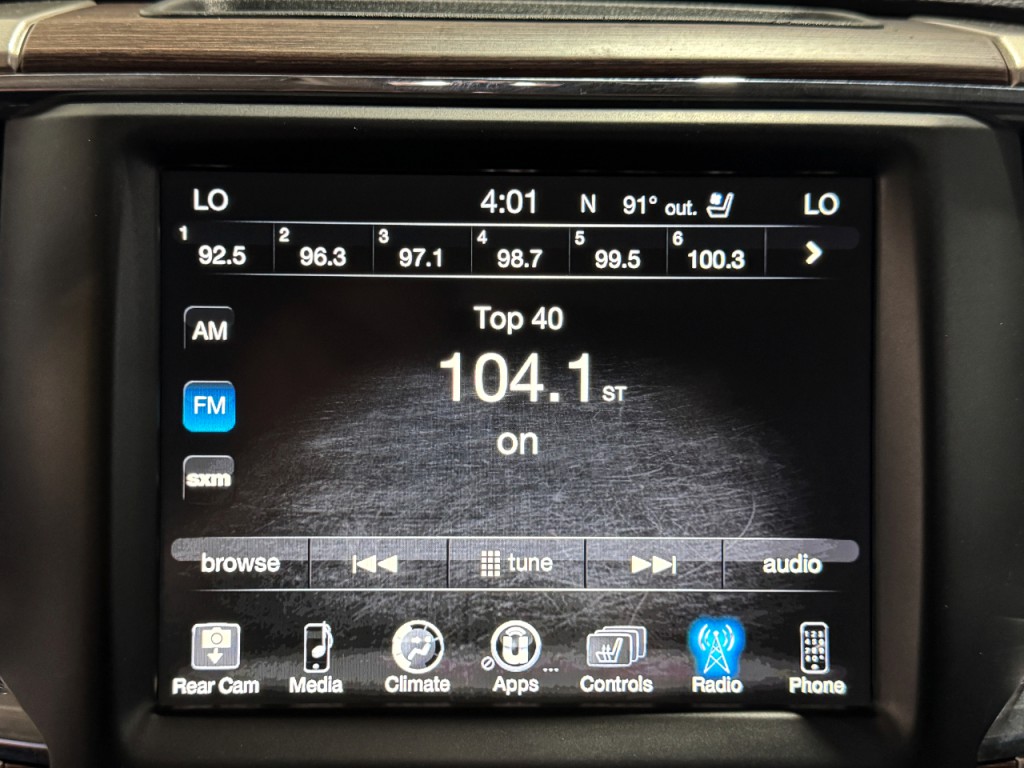 LO 4:01 N 91° out. LO
1 92.5 2 96.3 3 97.1 4 98.7 5 99.5 6 100.3
Top 40
AM
104.1 ST
FM
on
sxm
browse tune audio
Rear Cam Media Climate Apps ... Controls Radio Phone